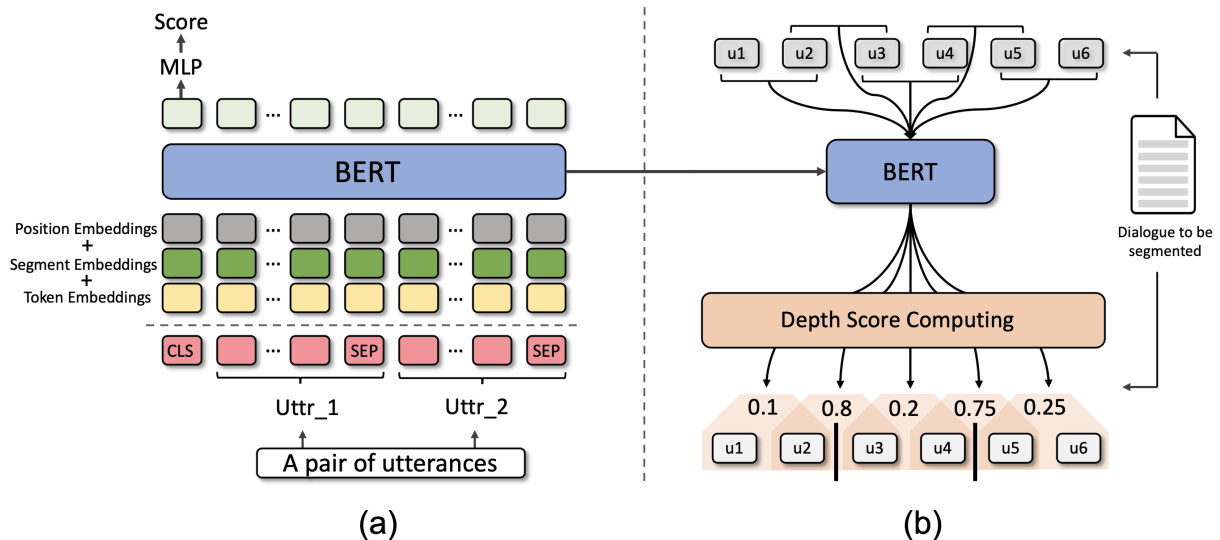 Score
MLP
... ...
BERT
Position Embeddings
... ...
+
Segment Embeddings
... ...
+
Token Embeddings
... ...
CLS ... SEP ... SEP
Uttr_1 Uttr_2
A pair of utterances
(a)
u1 u2 u3 u4 u5 u6
BERT
Dialogue to be
segmented
Depth Score Computing
0.1 0.8 0.2 0.75 0.25
u1 u2 u3 u4 u5 u6
(b)